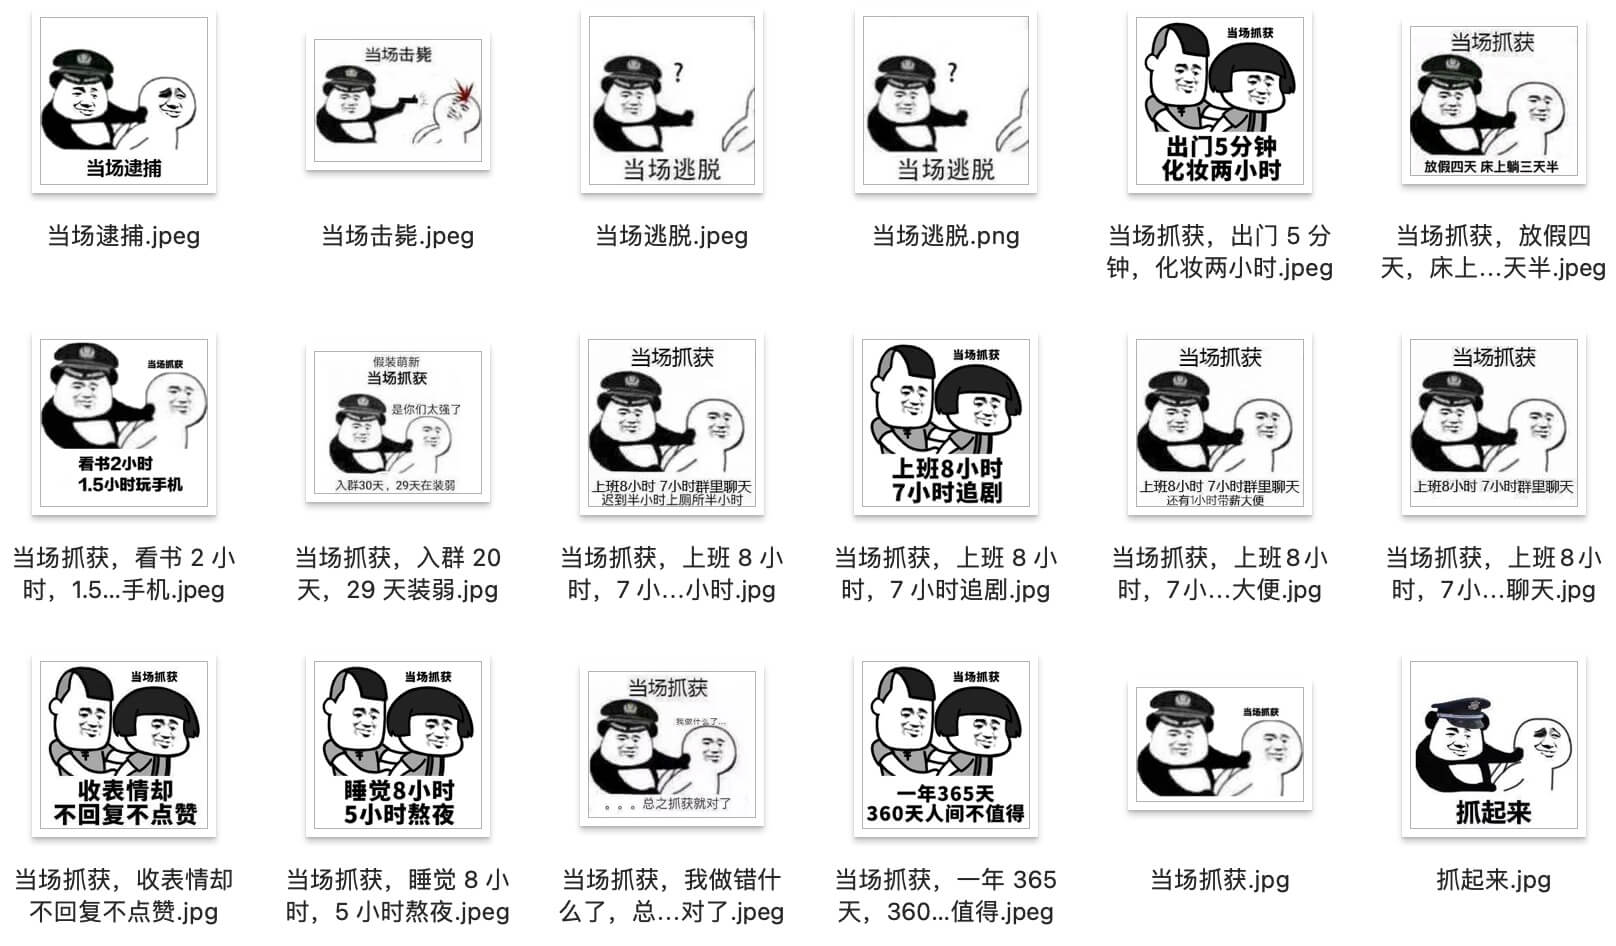 当场逮捕
当场击毙
?
当场逃脱
?
当场逃脱
当场抓获
出门5分钟
化妆两小时
当场抓获
放假四天 床上躺三天半
当场逮捕.jpeg
当场击毙.jpeg
当场逃脱.jpeg
当场逃脱.png
当场抓获，出门 5 分
钟，化妆两小时.jpeg
当场抓获，放假四
天，床上...天半.jpeg
当场抓获
看书2小时
1.5小时玩手机
假装萌新
当场抓获
是你们太强了
入群30天，29天在装弱
当场抓获
上班8小时 7小时群里聊天
迟到半小时上厕所半小时
当场抓获
上班8小时
7小时追剧
当场抓获
上班8小时 7小时群里聊天
还有1小时带薪大便
当场抓获
上班8小时 7小时群里聊天
当场抓获，看书 2 小
时，1.5...手机.jpeg
当场抓获，入群 20
天，29 天装弱.jpg
当场抓获，上班 8 小
时，7 小...小时.jpg
当场抓获，上班 8 小
时，7 小时追剧.jpg
当场抓获，上班8小
时，7小...大便.jpg
当场抓获，上班8小
时，7小...聊天.jpg
当场抓获
收表情却
不回复不点赞
当场抓获
睡觉8小时
5小时熬夜
当场抓获
我做什么了...
。。。总之抓获就对了
当场抓获
一年365天
360天人间不值得
当场抓获
抓起来
当场抓获，收表情却
不回复不点赞.jpg
当场抓获，睡觉 8 小
时，5 小时熬夜.jpeg
当场抓获，我做错什
么了，总...对了.jpeg
当场抓获，一年 365
天，360...值得.jpeg
当场抓获.jpg
抓起来.jpg